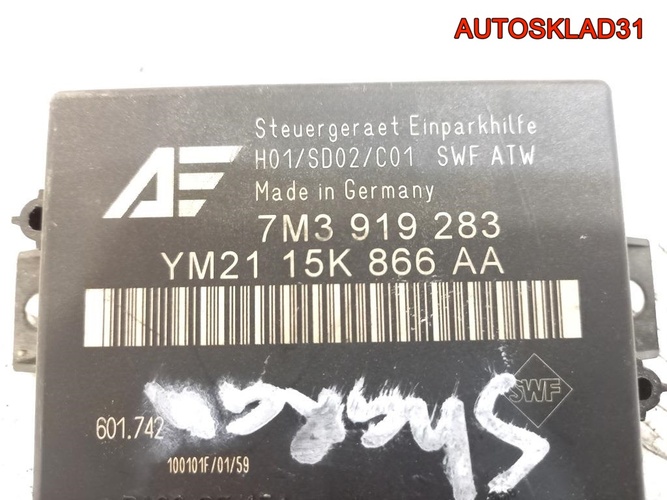 AUTOSKLAD31
Steuergeraet Einparkhilfe
H01/SD02/C01 SWF ATW
Made in Germany
7M3 919 283
YM21 15K 866 AA
SWF
601.742
100101F/01/59